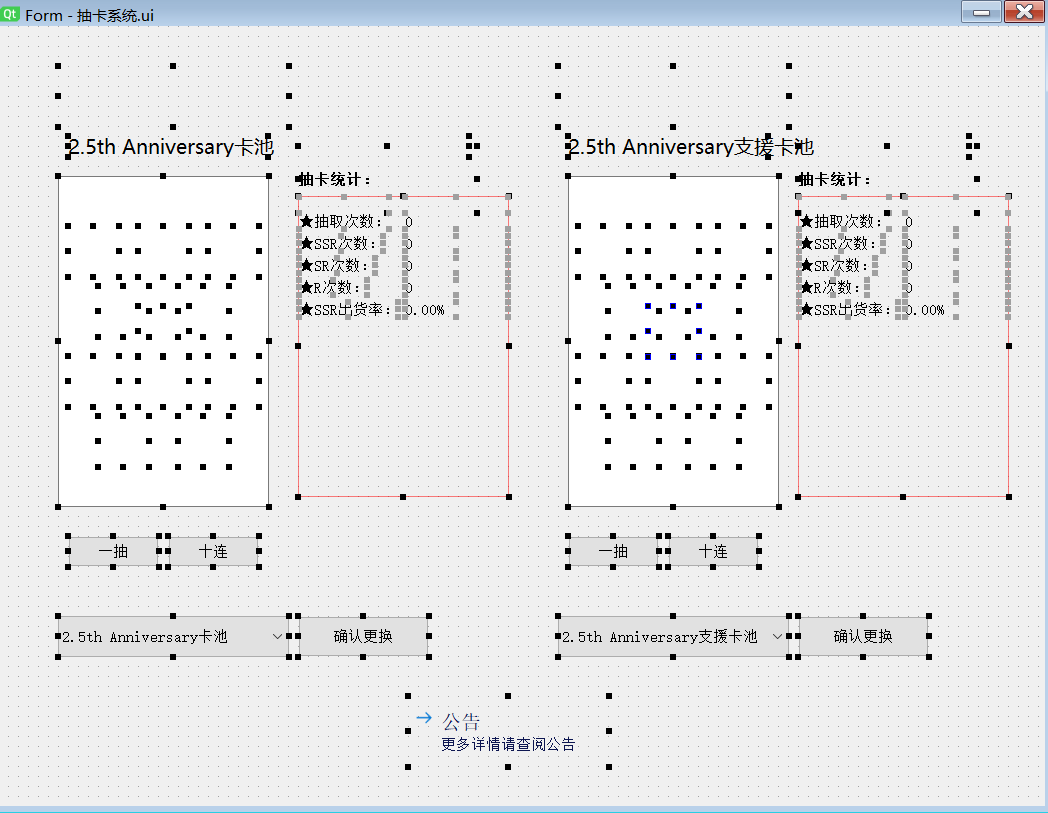 Qt Form - 抽卡系统.ui
2.5th Anniversary卡池
抽卡统计：
★抽取次数： 0
★SSR次数： 0
★SR次数： 0
★R次数： 0
★SSR出货率： 0.00%
一抽 十连
2.5th Anniversary卡池 确认更换
2.5th Anniversary支援卡池
抽卡统计：
★抽取次数： 0
★SSR次数： 0
★SR次数： 0
★R次数： 0
★SSR出货率： 0.00%
一抽 十连
2.5th Anniversary支援卡池 确认更换
公告
更多详情请查阅公告